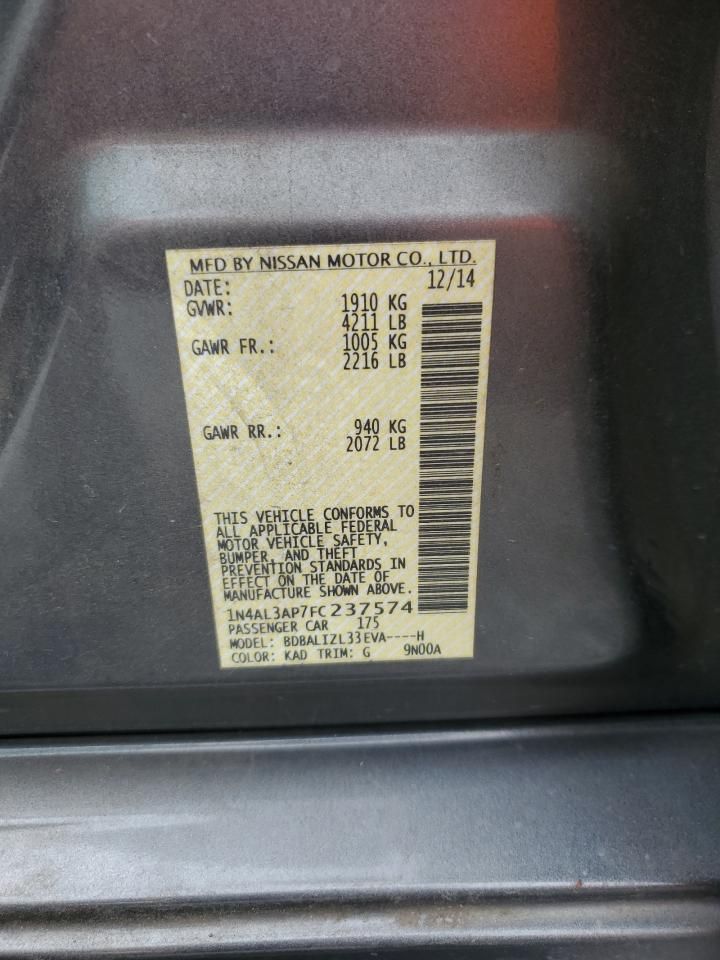 MFD BY NISSAN MOTOR CO., LTD.
DATE: 12/14
GVWR: 1910 KG
4211 LB
GAWR FR.: 1005 KG
2216 LB
GAWR RR.: 940 KG
2072 LB
THIS VEHICLE CONFORMS TO
ALL APPLICABLE FEDERAL
MOTOR VEHICLE SAFETY,
BUMPER, AND THEFT
PREVENTION STANDARDS IN
EFFECT ON THE DATE OF
MANUFACTURE SHOWN ABOVE.
1N4AL3AP7FC237574
PASSENGER CAR 175
MODEL: BDBALIZL33EVA----H
COLOR: KAD TRIM: G 9N00A